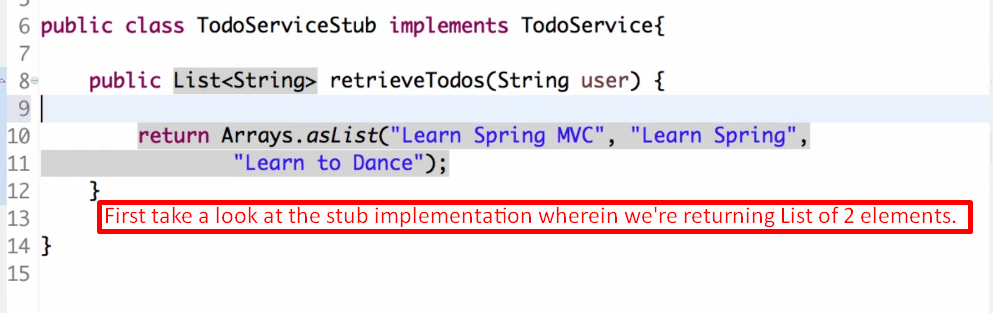 5
6 public class TodoServiceStub implements TodoService{
7
8 public List<String> retrieveTodos(String user) {
9
10 return Arrays.asList("Learn Spring MVC", "Learn Spring",
11 "Learn to Dance");
12 }
13 First take a look at the stub implementation wherein we're returning List of 2 elements.
14 }
15